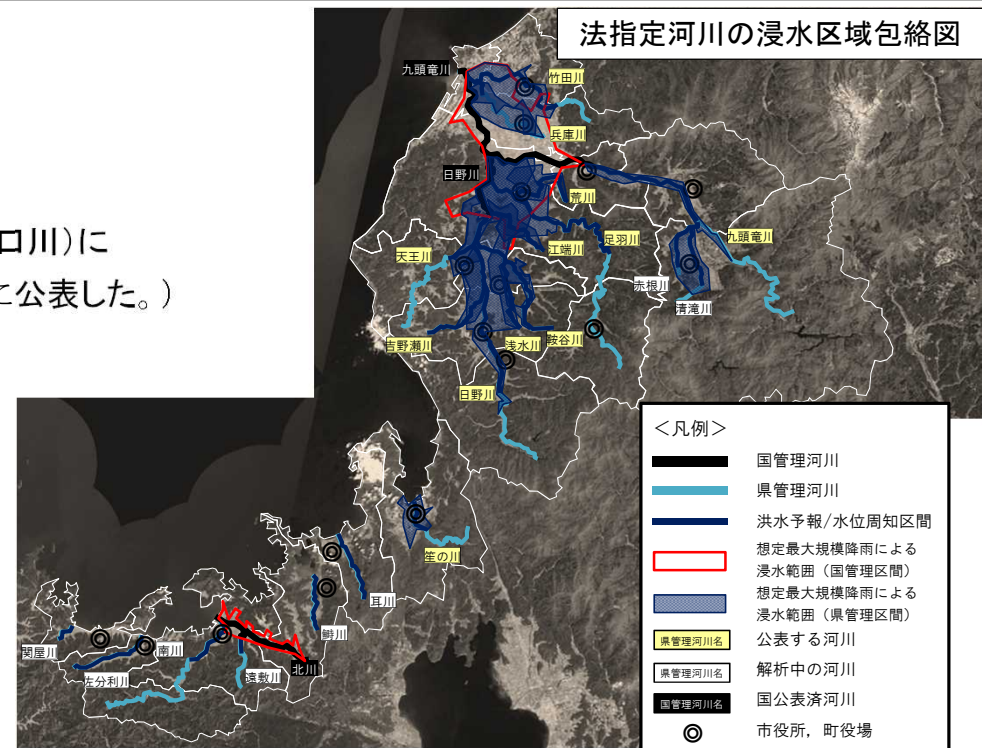 法指定河川の浸水区域包絡図
口川）に
公表した。）
九頭竜川
竹田川
兵庫川
日野川
荒川
九頭竜川
江端川
足羽川
天王川
赤根川
清滝川
吉野瀬川
浅水川
鞍谷川
日野川
笙の川
耳川
鰣川
北川
関屋川
南川
佐分利川
遠敷川
＜凡例＞
国管理河川
県管理河川
洪水予報/水位周知区間
想定最大規模降雨による
浸水範囲（国管理区間）
想定最大規模降雨による
浸水範囲（県管理区間）
県管理河川名 公表する河川
県管理河川名 解析中の河川
国管理河川名 国公表済河川
市役所，町役場